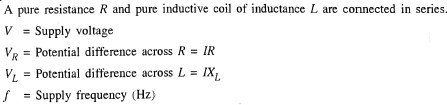 A pure resistance R and pure inductive coil of inductance L are connected in series.
V = Supply voltage
V_R = Potential difference across R = IR
V_L = Potential difference across L = IX_L
f = Supply frequency (Hz)